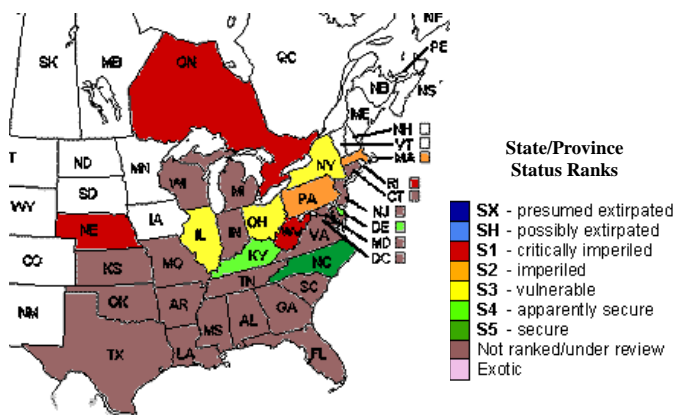 NF
PE
SK
MB
ON
QC
NB
NS
ME
NH
VT
MA
ND
MN
NY
T
WI
MI
RI
SD
CT
WY
PA
NJ
IA
NE
OH
DE
IL
IN
WV
MD
VA
CO
DC
KS
MO
KY
NC
TN
OK
AR
SC
NM
GA
MS
AL
TX
LA
FL
State/Province
Status Ranks
SX - presumed extirpated
SH - possibly extirpated
S1 - critically imperiled
S2 - imperiled
S3 - vulnerable
S4 - apparently secure
S5 - secure
Not ranked/under review
Exotic